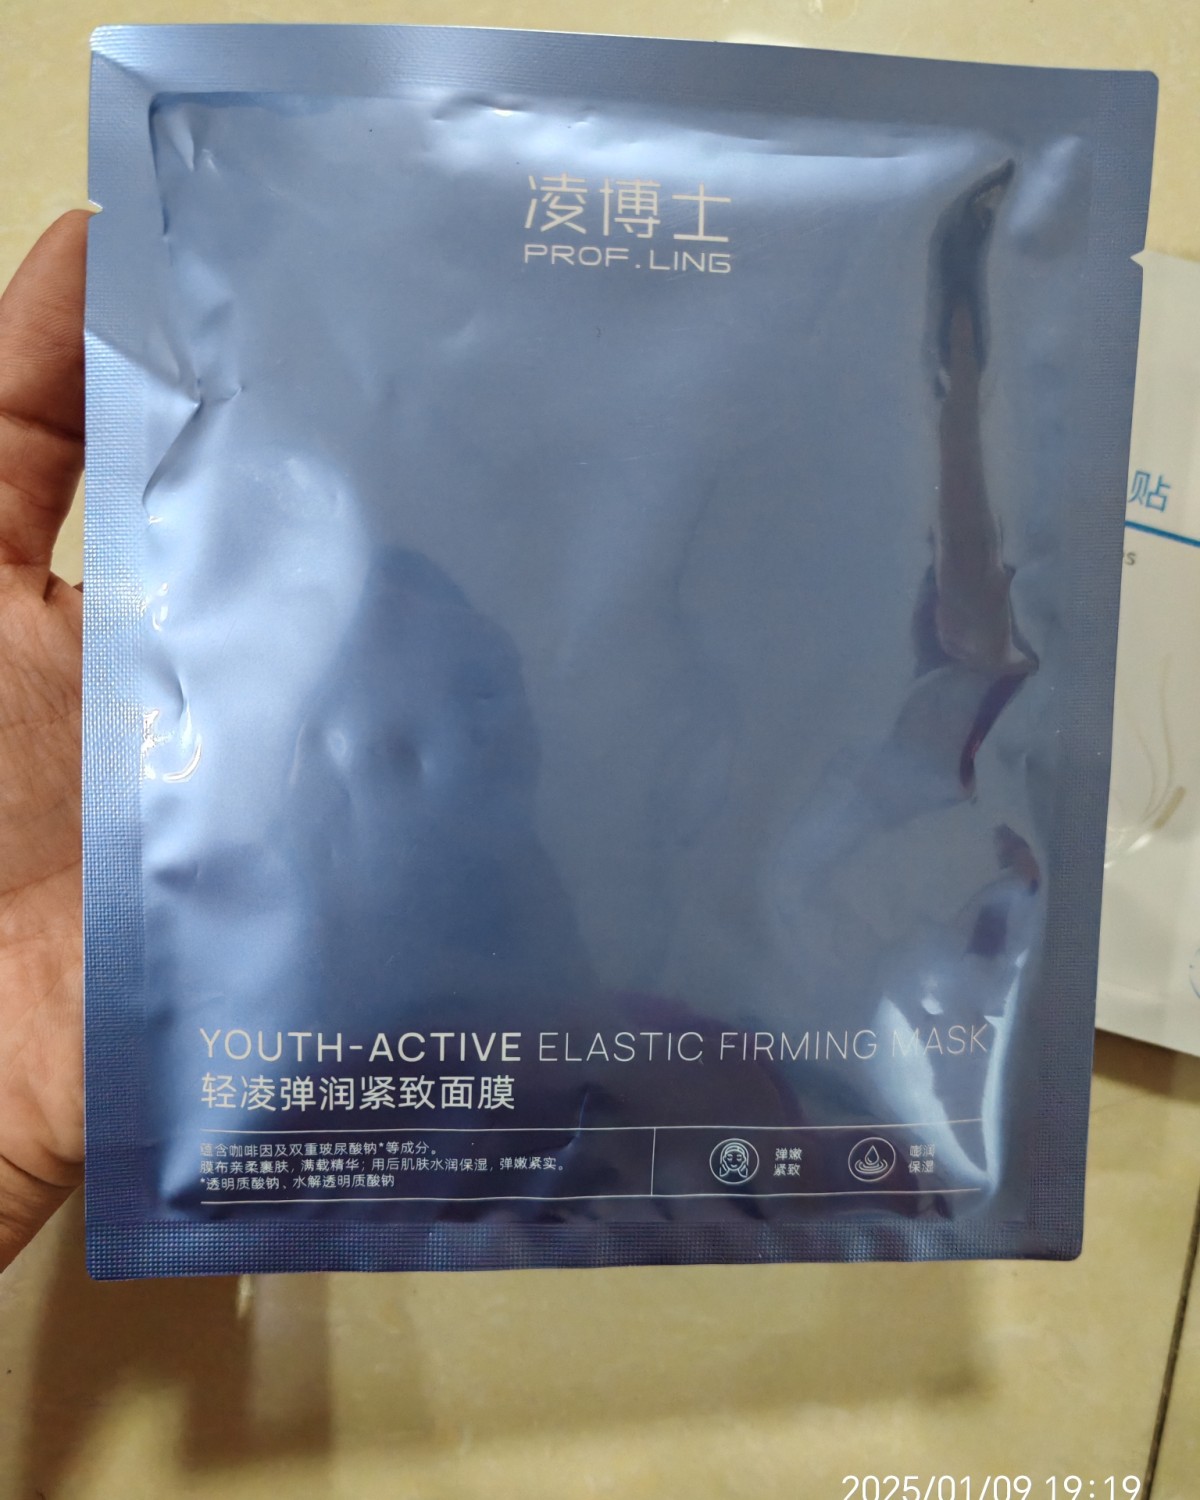 凌博士
PROF.LING
贴
YOUTH-ACTIVE ELASTIC FIRMING MASK
轻凌弹润紧致面膜
蕴含咖啡因及双重玻尿酸钠*等成分。
膜布亲柔裹肤，满载精华；用后肌肤水润保湿，弹嫩紧实。
*透明质酸钠、水解透明质酸钠
弹嫩
紧致
膨润
保湿
2025/01/09 19:19